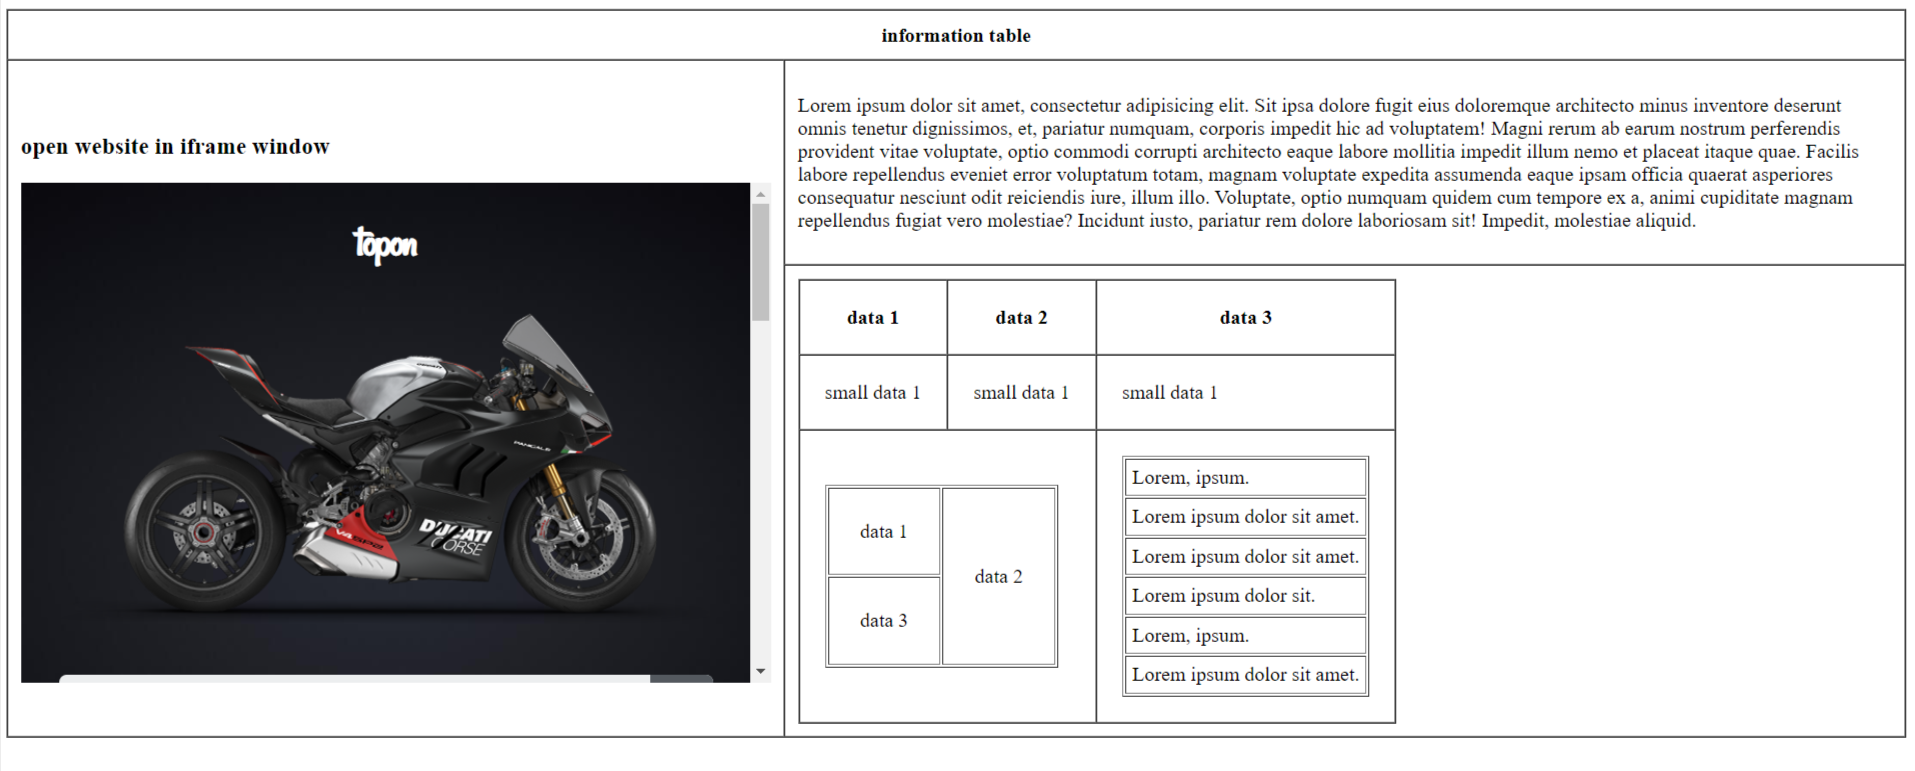 information table
open website in iframe window
topon
PANIGALE
DUCATI
CORSE
V4 SP2
Lorem ipsum dolor sit amet, consectetur adipisicing elit. Sit ipsa dolore fugit eius doloremque architecto minus inventore deserunt
omnis tenetur dignissimos, et, pariatur numquam, corporis impedit hic ad voluptatem! Magni rerum ab earum nostrum perferendis
provident vitae voluptate, optio commodi corrupti architecto eaque labore mollitia impedit illum nemo et placeat itaque quae. Facilis
labore repellendus eveniet error voluptatum totam, magnam voluptate expedita assumenda eaque ipsam officia quaerat asperiores
consequatur nesciunt odit reiciendis iure, illum illo. Voluptate, optio numquam quidem cum tempore ex a, animi cupiditate magnam
repellendus fugiat vero molestiae? Incidunt iusto, pariatur rem dolore laboriosam sit! Impedit, molestiae aliquid.
data 1 data 2 data 3
small data 1 small data 1 small data 1
data 1
data 2
data 3
Lorem, ipsum.
Lorem ipsum dolor sit amet.
Lorem ipsum dolor sit amet.
Lorem ipsum dolor sit.
Lorem, ipsum.
Lorem ipsum dolor sit amet.